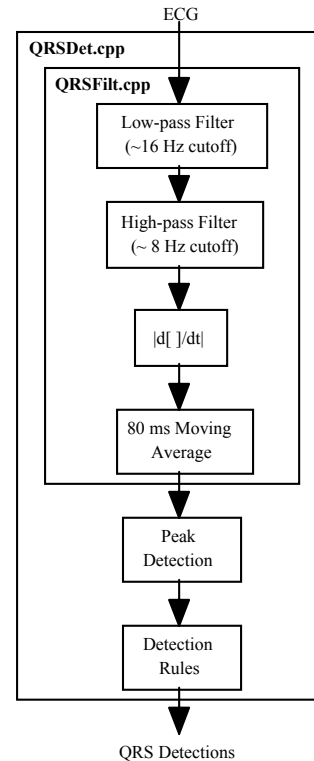 ECG
QRSDet.cpp
QRSFilt.cpp
Low-pass Filter
(~16 Hz cutoff)
High-pass Filter
(~ 8 Hz cutoff)
|d[ ]/dt|
80 ms Moving
Average
Peak
Detection
Detection
Rules
QRS Detections